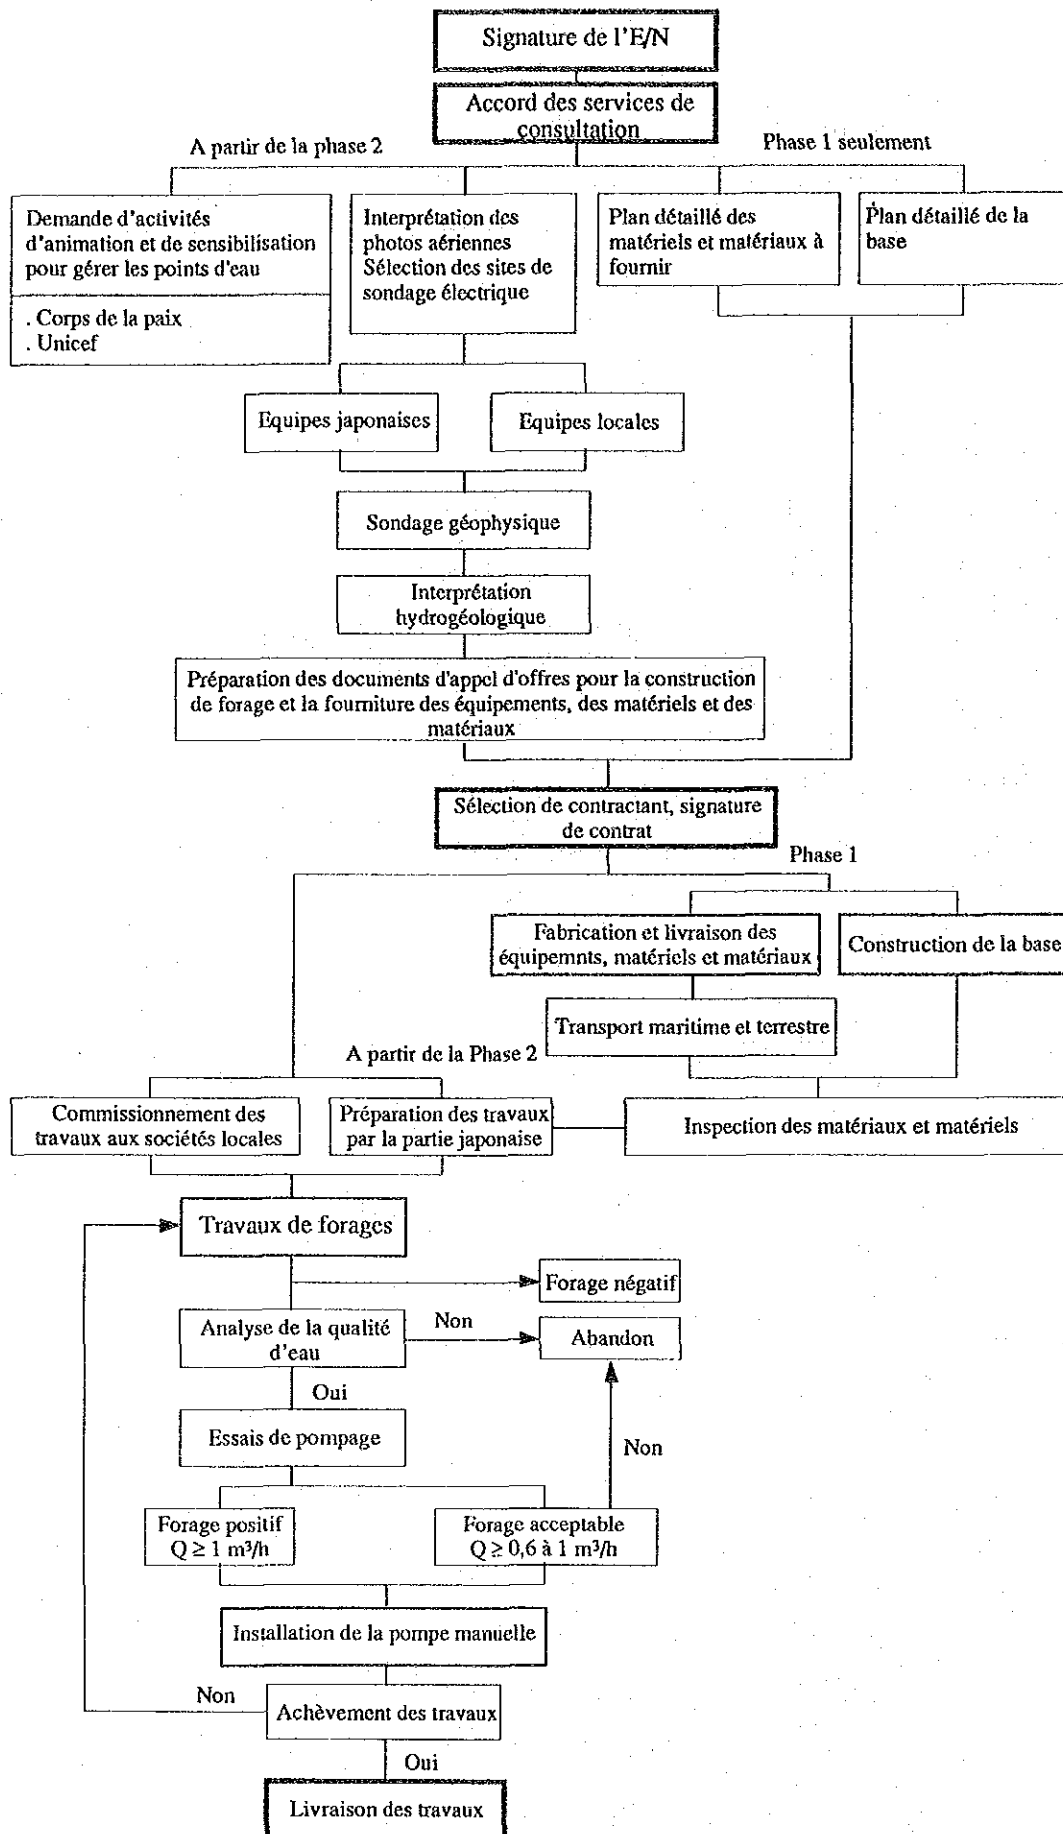 Signature de l'E/N
Accord des services de
consultation
A partir de la phase 2
Phase 1 seulement
Demande d'activités
d'animation et de sensibilisation
pour gérer les points d'eau
. Corps de la paix
. Unicef
Interprétation des
photos aériennes
Sélection des sites de
sondage électrique
Plan détaillé des
matériels et matériaux à
fournir
Plan détaillé de la
base
Equipes japonaises
Equipes locales
Sondage géophysique
Interprétation
hydrogéologique
Préparation des documents d'appel d'offres pour la construction
de forage et la fourniture des équipements, des matériels et des
matériaux
Sélection de contractant, signature
de contrat
Phase 1
Fabrication et livraison des
équipemnts, matériels et matériaux
Construction de la base
Transport maritime et terrestre
A partir de la Phase 2
Commissionnement des
travaux aux sociétés locales
Préparation des travaux
par la partie japonaise
Inspection des matériaux et matériels
Travaux de forages
Forage négatif
Analyse de la qualité
d'eau
Non
Abandon
Oui
Essais de pompage
Non
Forage positif
Q ≥ 1 m³/h
Forage acceptable
Q ≥ 0,6 à 1 m³/h
Installation de la pompe manuelle
Non
Achèvement des travaux
Oui
Livraison des travaux